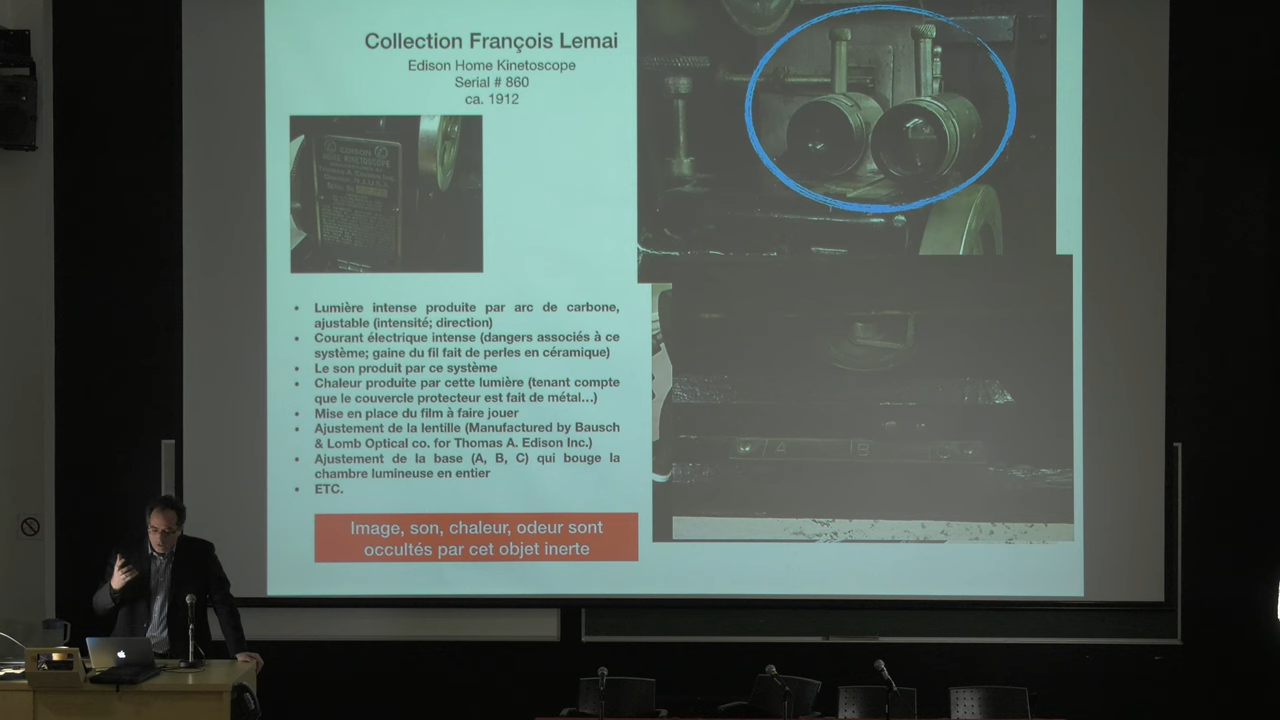 Collection François Lemai
Edison Home Kinetoscope
Serial # 860
ca. 1912
EDISON
HOME KINETOSCOPE
• Lumière intense produite par arc de carbone,
ajustable (intensité; direction)
• Courant électrique intense (dangers associés à ce
système; gaine du fil fait de perles en céramique)
• Le son produit par ce système
• Chaleur produite par cette lumière (tenant compte
que le couvercle protecteur est fait de métal...)
• Mise en place du film à faire jouer
• Ajustement de la lentille (Manufactured by Bausch
& Lomb Optical co. for Thomas A. Edison Inc.)
• Ajustement de la base (A, B, C) qui bouge la
chambre lumineuse en entier
• ETC.
Image, son, chaleur, odeur sont
occultés par cet objet inerte
A B